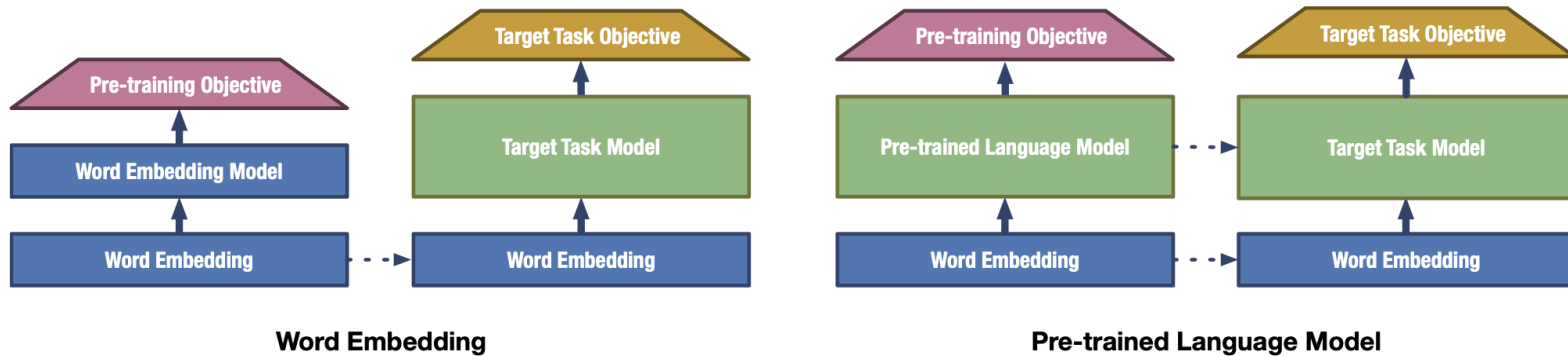 Pre-training Objective
Word Embedding Model
Word Embedding
Target Task Objective
Target Task Model
Word Embedding
Word Embedding
Pre-training Objective
Pre-trained Language Model
Word Embedding
Target Task Objective
Target Task Model
Word Embedding
Pre-trained Language Model